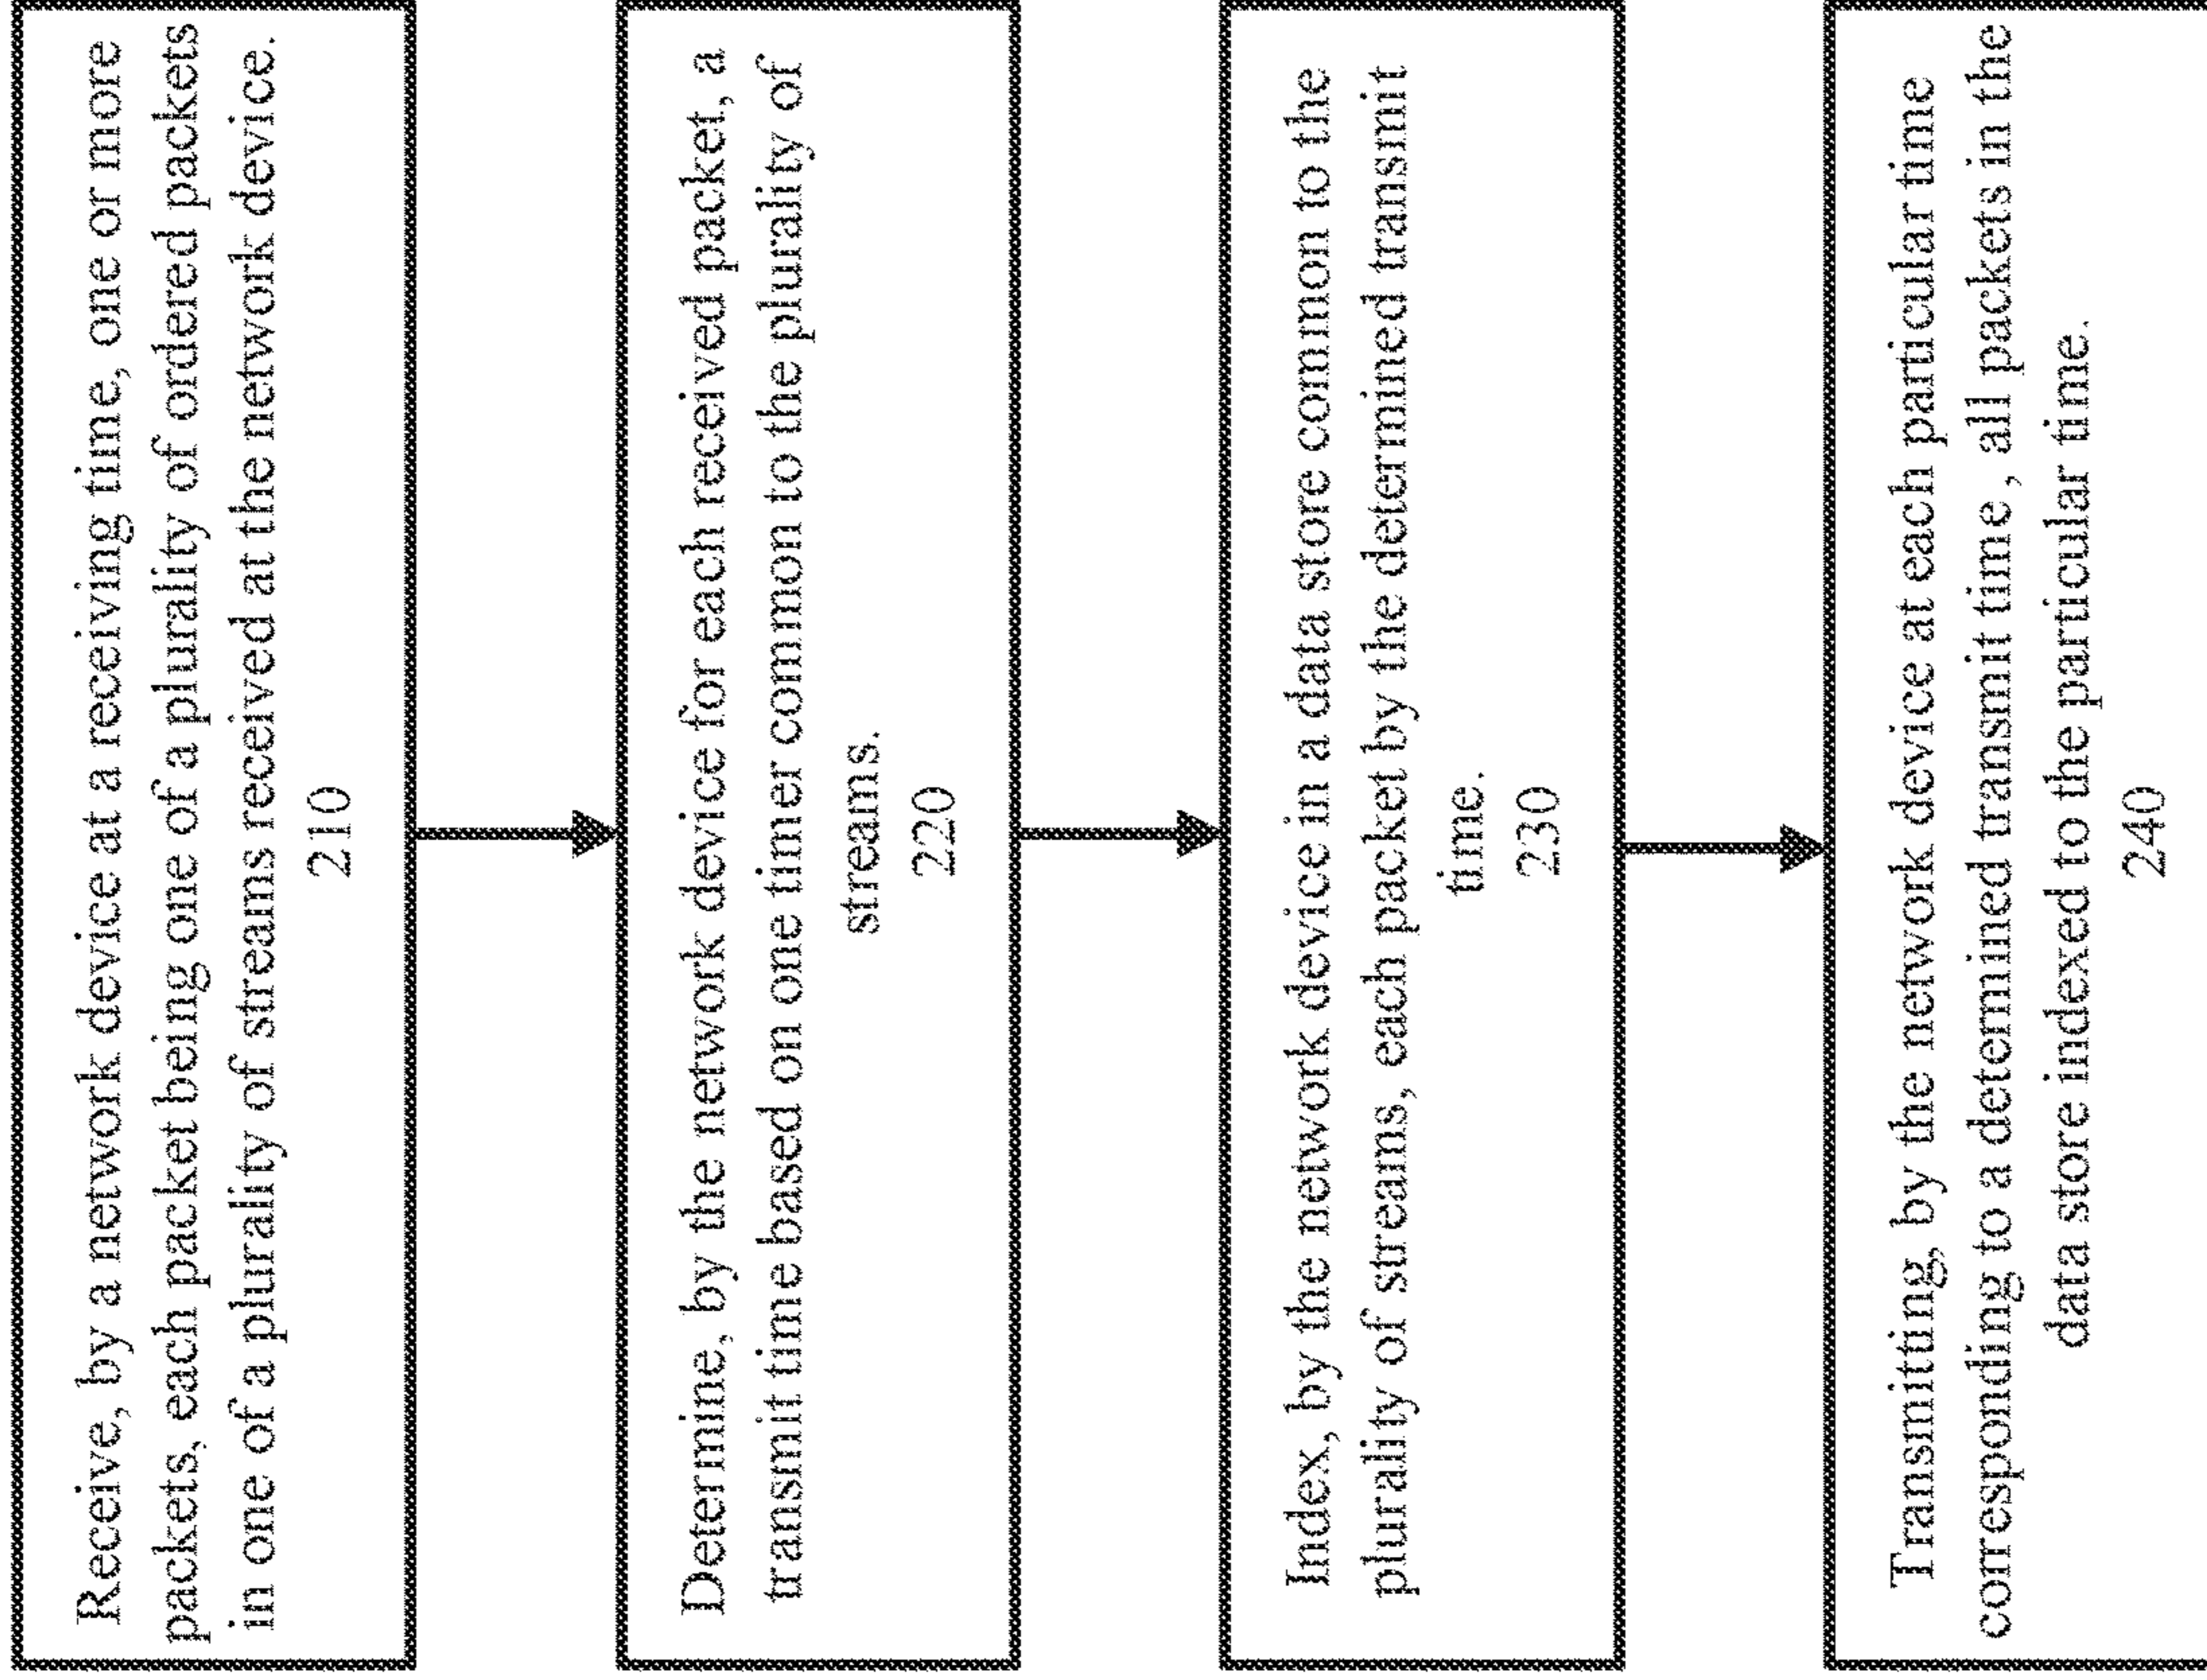 Receive, by a network device at a receiving time, one or more
packets, each packet being one of a plurality of ordered packets
in one of a plurality of streams received at the network device.
210
Determine, by the network device for each received packet, a
transmit time based on one timer common to the plurality of
streams.
220
Index, by the network device in a data store common to the
plurality of streams, each packet by the determined transmit
time.
230
Transmitting, by the network device at each particular time
corresponding to a determined transmit time , all packets in the
data store indexed to the particular time.
240